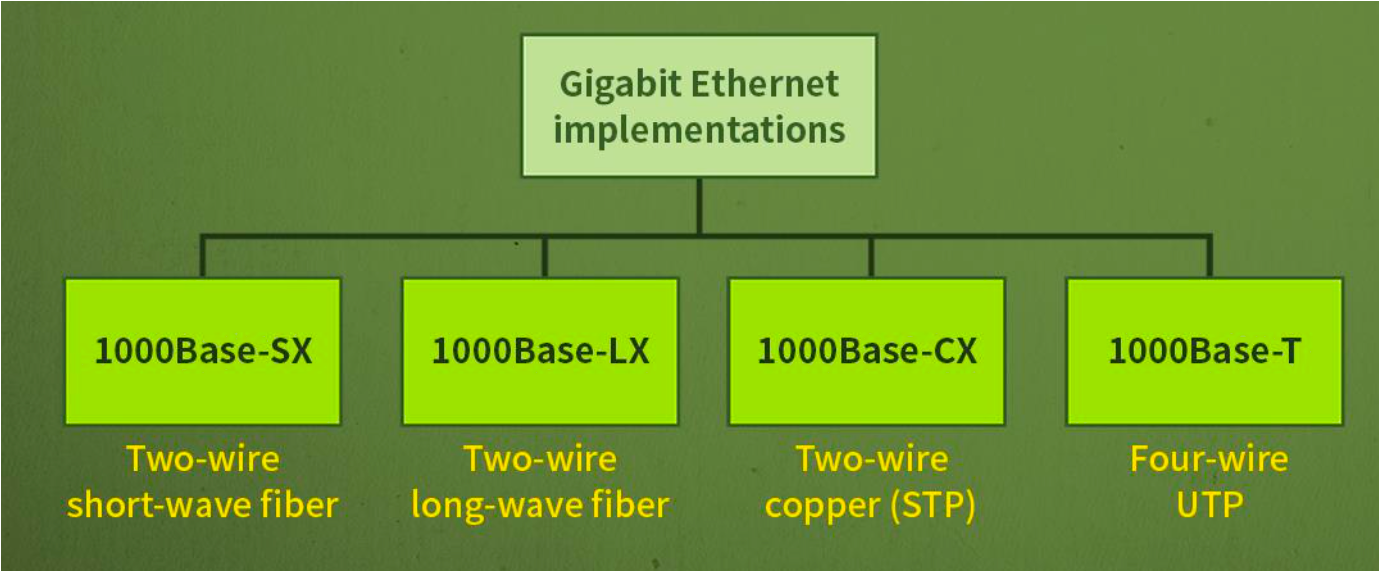 Gigabit Ethernet
implementations
1000Base-SX
Two-wire
short-wave fiber
1000Base-LX
Two-wire
long-wave fiber
1000Base-CX
Two-wire
copper (STP)
1000Base-T
Four-wire
UTP